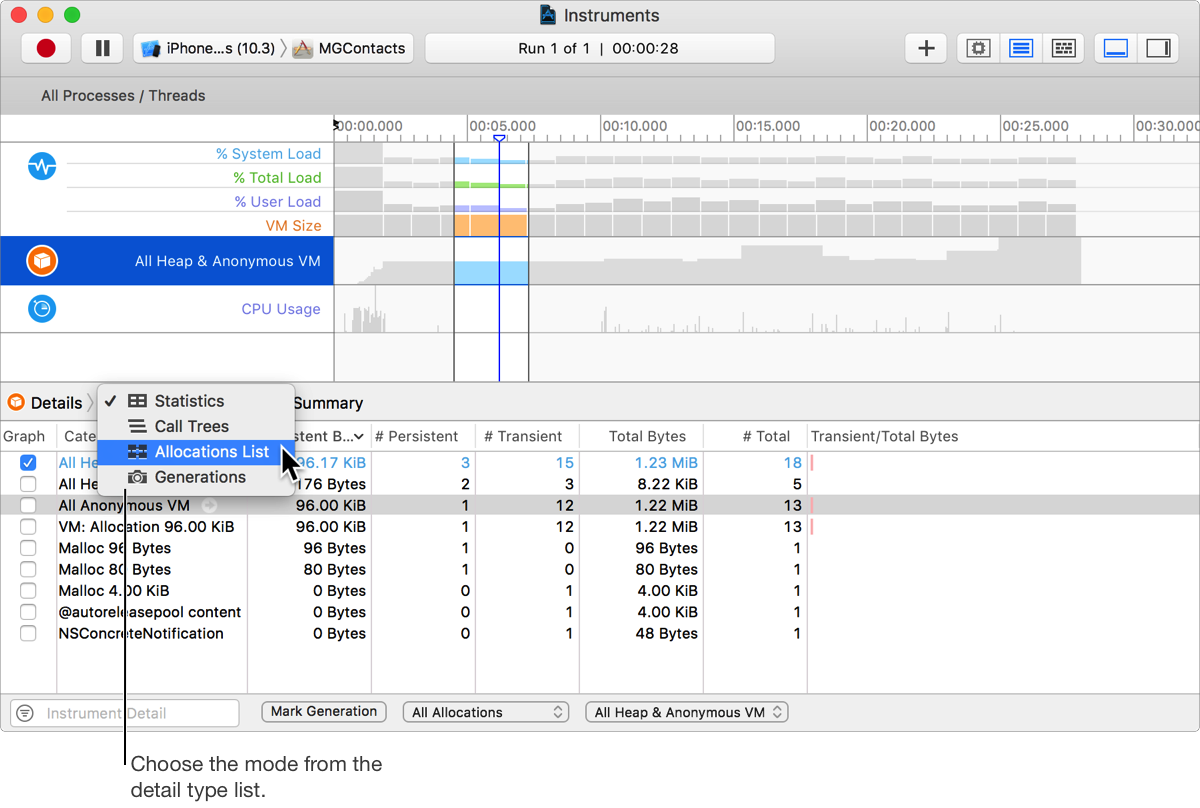 Instruments
iPhone...s (10.3) MGContacts
Run 1 of 1 | 00:00:28
All Processes / Threads
00:00.000 00:05.000 00:10.000 00:15.000 00:20.000 00:25.000 00:30.000
% System Load
% Total Load
% User Load
VM Size
All Heap & Anonymous VM
CPU Usage
Details Summary
Statistics
Call Trees
Allocations List
Generations
Graph Cate stent B... # Persistent # Transient Total Bytes # Total Transient/Total Bytes
All He 96.17 KiB 3 15 1.23 MiB 18
All He 176 Bytes 2 3 8.22 KiB 5
All Anonymous VM 96.00 KiB 1 12 1.22 MiB 13
VM: Allocation 96.00 KiB 96.00 KiB 1 12 1.22 MiB 13
Malloc 96 Bytes 96 Bytes 1 0 96 Bytes 1
Malloc 80 Bytes 80 Bytes 1 0 80 Bytes 1
Malloc 4.00 KiB 0 Bytes 0 1 4.00 KiB 1
@autoreleasepool content 0 Bytes 0 1 4.00 KiB 1
NSConcreteNotification 0 Bytes 0 1 48 Bytes 1
Instrument Detail Mark Generation All Allocations All Heap & Anonymous VM
Choose the mode from the
detail type list.